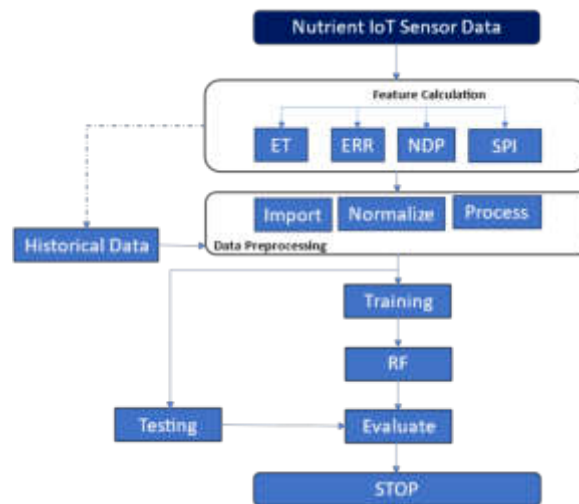 Nutrient IoT Sensor Data
Feature Calculation
ET ERR NDP SPI
Import Normalize Process
Historical Data
Data Preprocessing
Training
RF
Testing Evaluate
STOP